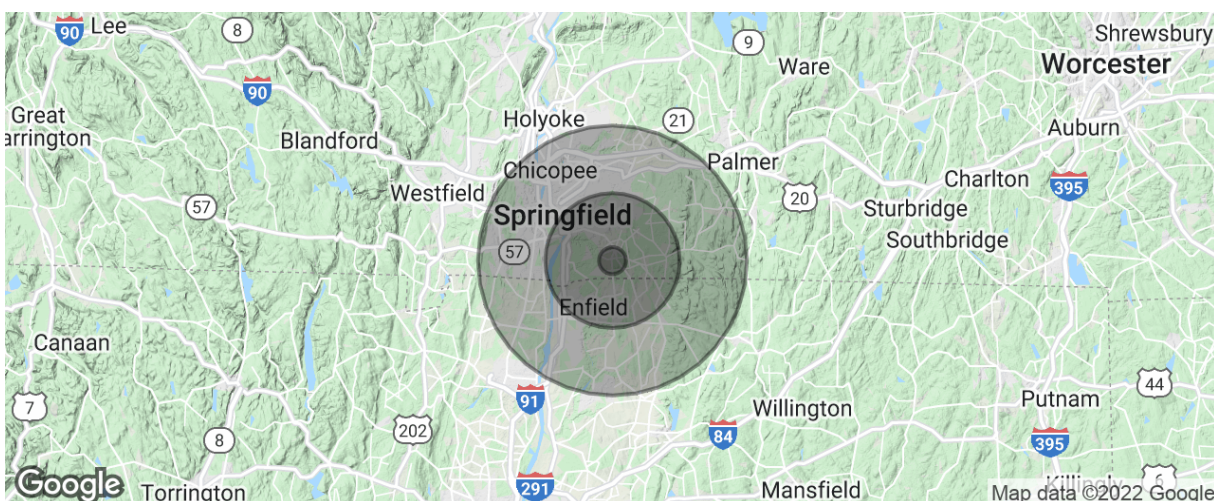 Lee
90
8
9
Shrewsbury
Worcester
Ware
90
Great
arrington
Holyoke
21
Auburn
Blandford
Chicopee
Palmer
Westfield
Charlton
395
57
20
Springfield
Sturbridge
57
Southbridge
Enfield
Canaan
44
7
91
Willington
Putnam
8
202
84
395
Google
Torrington
291
Mansfield
Killingly
6
Map data ©2022 Google